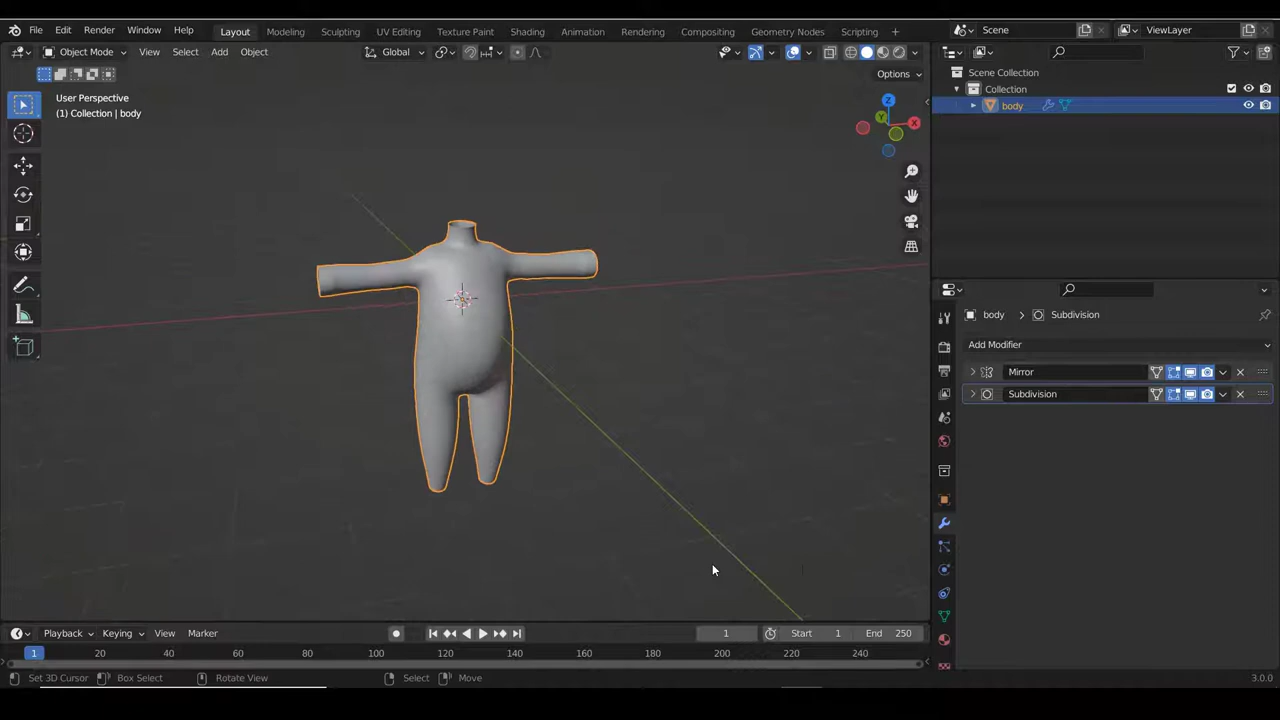 File Edit Render Window Help Layout Modeling Sculpting UV Editing Texture Paint Shading Animation Rendering Compositing Geometry Nodes Scripting + Scene ViewLayer
Object Mode View Select Add Object Global
Options
User Perspective
(1) Collection | body
Z
Y
X
Scene Collection
Collection
body
body Subdivision
Add Modifier
Mirror
Subdivision
Playback Keying View Marker 1 Start 1 End 250
1 20 40 60 80 100 120 140 160 180 200 220 240
Set 3D Cursor Box Select Rotate View Select Move 3.0.0